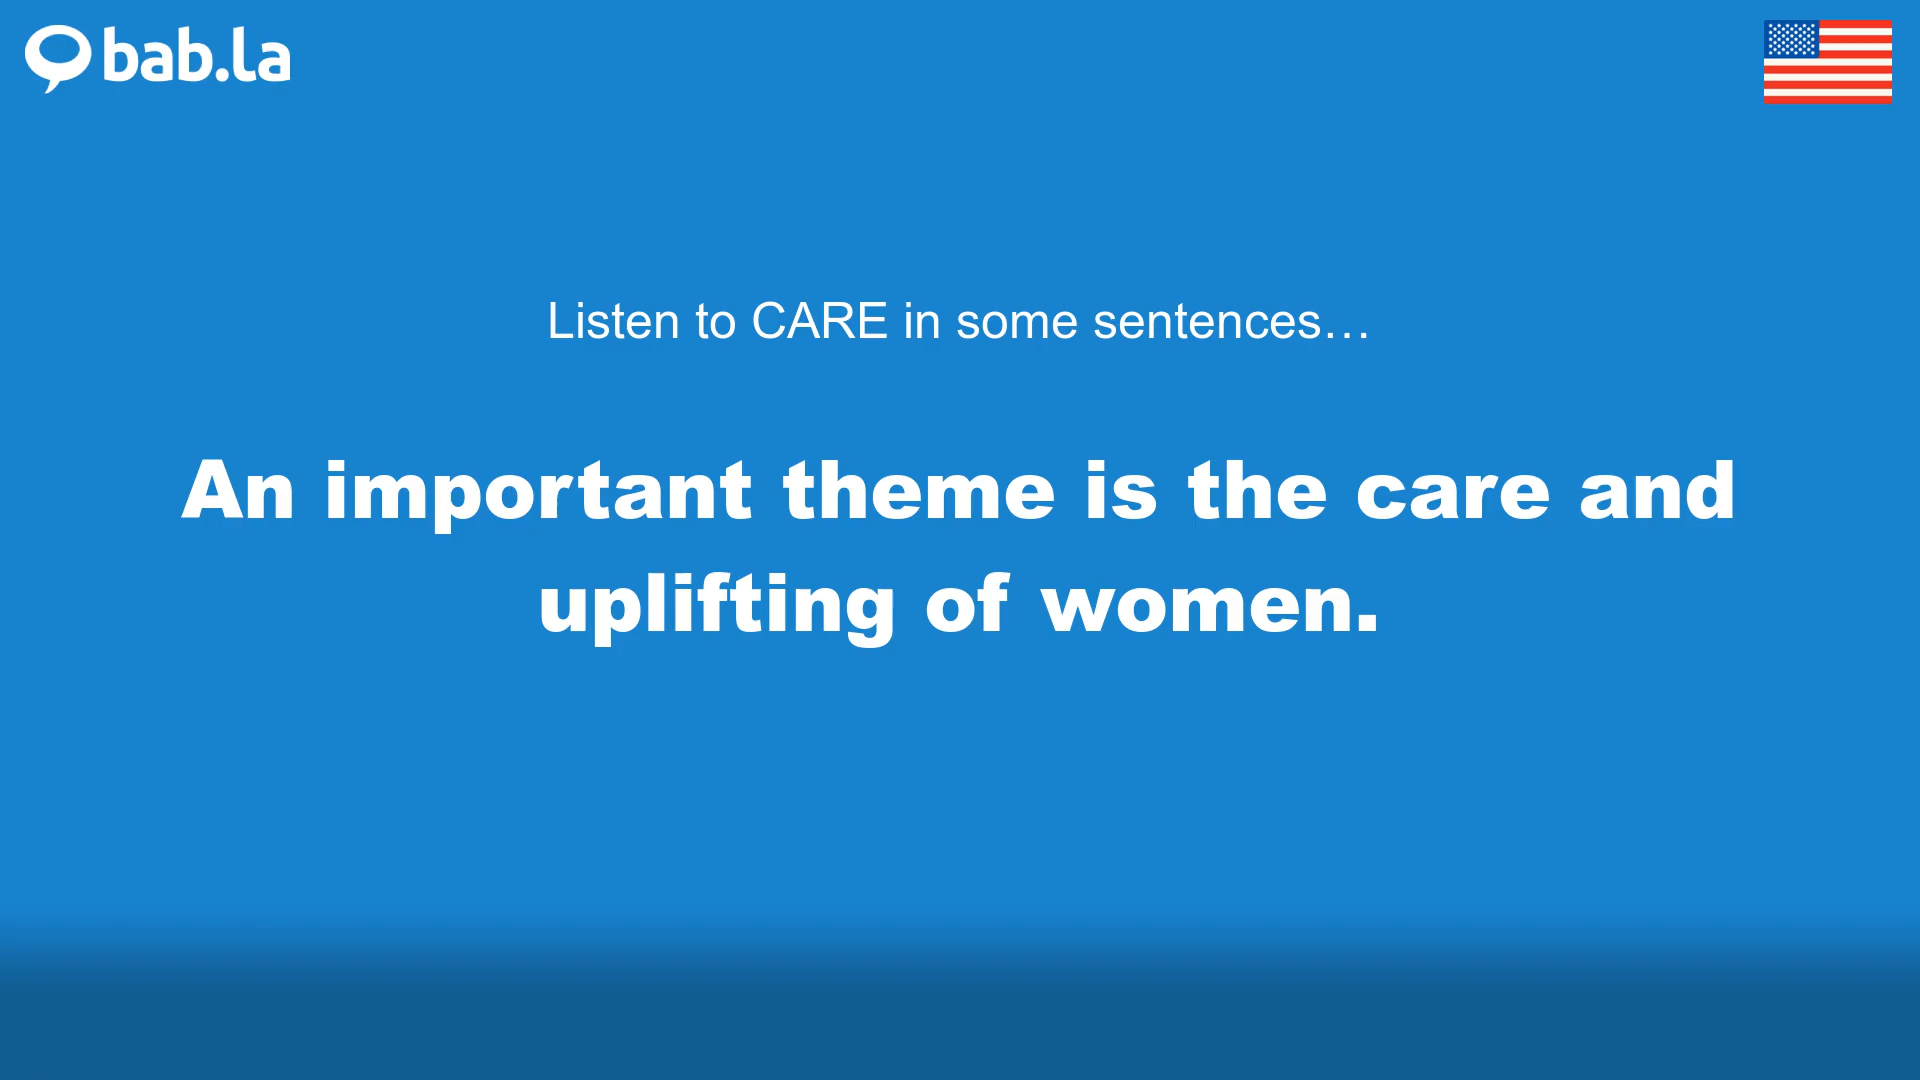 bab.la
Listen to CARE in some sentences…
An important theme is the care and
uplifting of women.